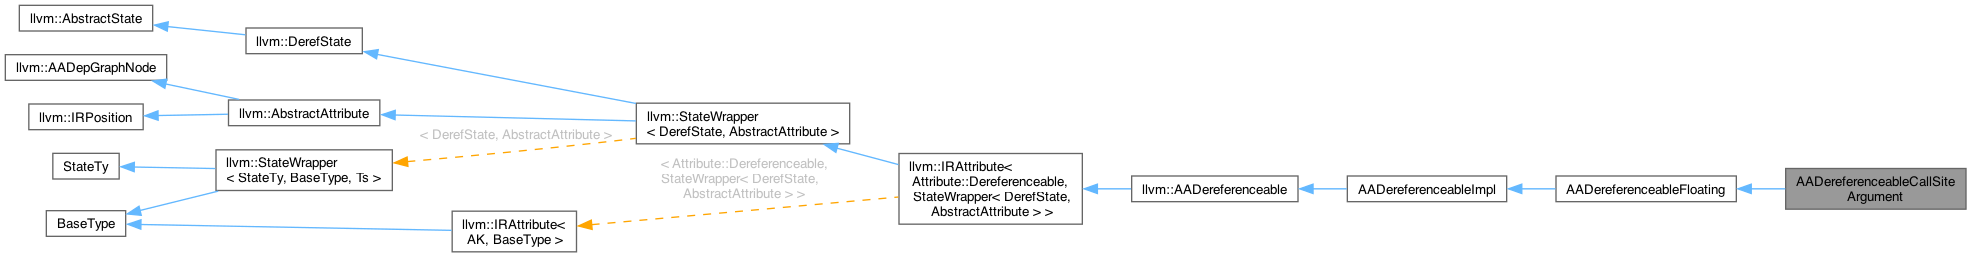 llvm::AbstractState
llvm::DerefState
llvm::AADepGraphNode
llvm::IRPosition
llvm::AbstractAttribute
llvm::StateWrapper
< DerefState, AbstractAttribute >
< DerefState, AbstractAttribute >
StateTy
llvm::StateWrapper
< StateTy, BaseType, Ts >
BaseType
llvm::IRAttribute<
AK, BaseType >
< Attribute::Dereferenceable,
StateWrapper< DerefState,
AbstractAttribute > >
llvm::IRAttribute<
Attribute::Dereferenceable,
StateWrapper< DerefState,
AbstractAttribute > >
llvm::AADereferenceable
AADereferenceableImpl
AADereferenceableFloating
AADereferenceableCallSite
Argument